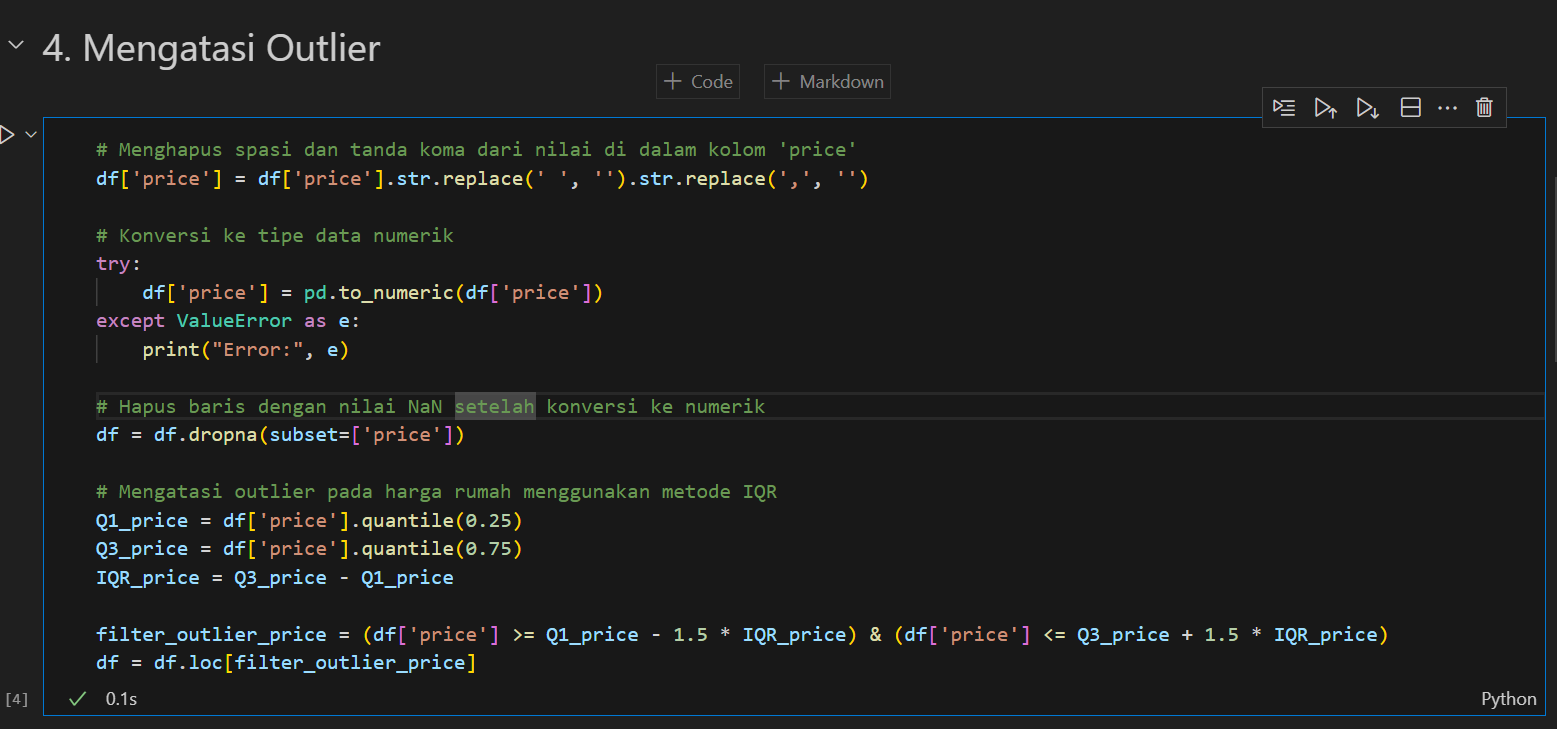 4. Mengatasi Outlier
+ Code + Markdown
# Menghapus spasi dan tanda koma dari nilai di dalam kolom 'price'
df['price'] = df['price'].str.replace(' ', '').str.replace(',', '')
# Konversi ke tipe data numerik
try:
    df['price'] = pd.to_numeric(df['price'])
except ValueError as e:
    print("Error:", e)
# Hapus baris dengan nilai NaN setelah konversi ke numerik
df = df.dropna(subset=['price'])
# Mengatasi outlier pada harga rumah menggunakan metode IQR
Q1_price = df['price'].quantile(0.25)
Q3_price = df['price'].quantile(0.75)
IQR_price = Q3_price - Q1_price
filter_outlier_price = (df['price'] >= Q1_price - 1.5 * IQR_price) & (df['price'] <= Q3_price + 1.5 * IQR_price)
df = df.loc[filter_outlier_price]
[4] 0.1s Python